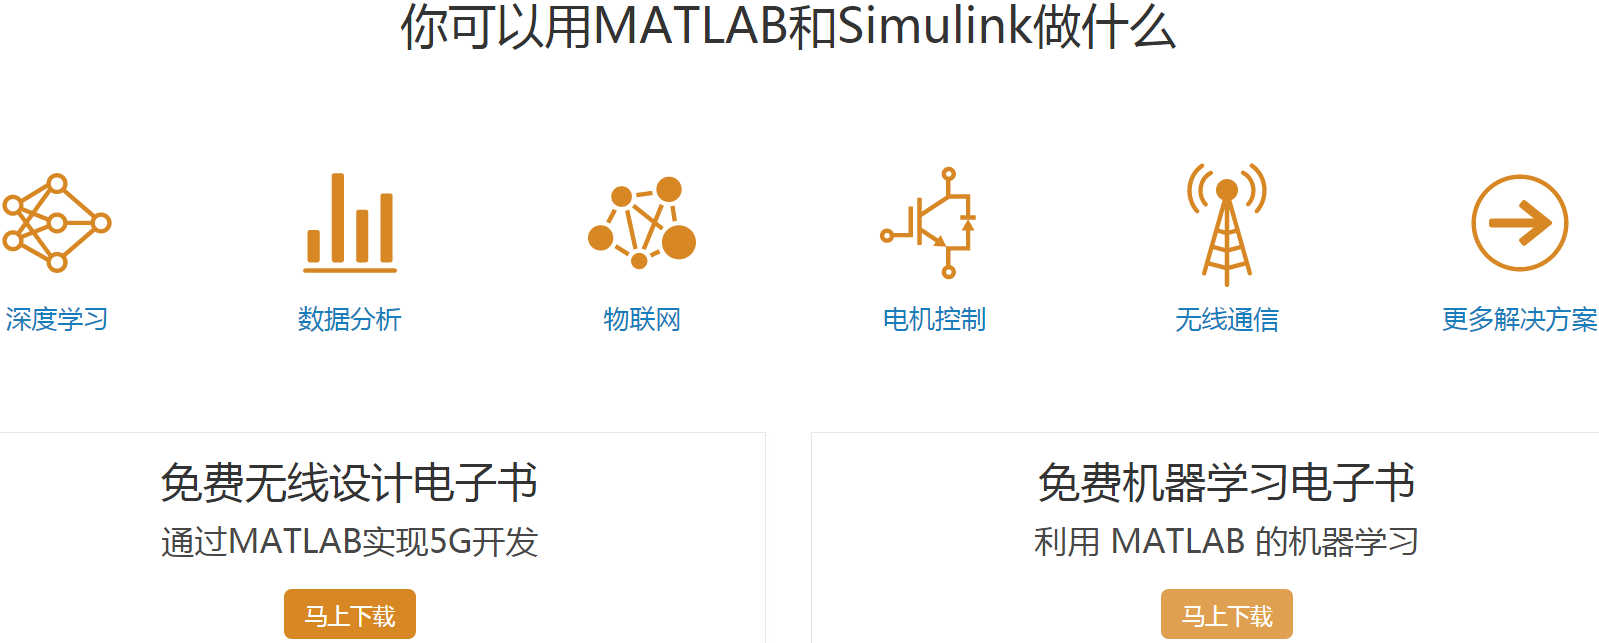 你可以用MATLAB和Simulink做什么
深度学习
数据分析
物联网
电机控制
无线通信
更多解决方案
免费无线设计电子书
通过MATLAB实现5G开发
马上下载
免费机器学习电子书
利用 MATLAB 的机器学习
马上下载